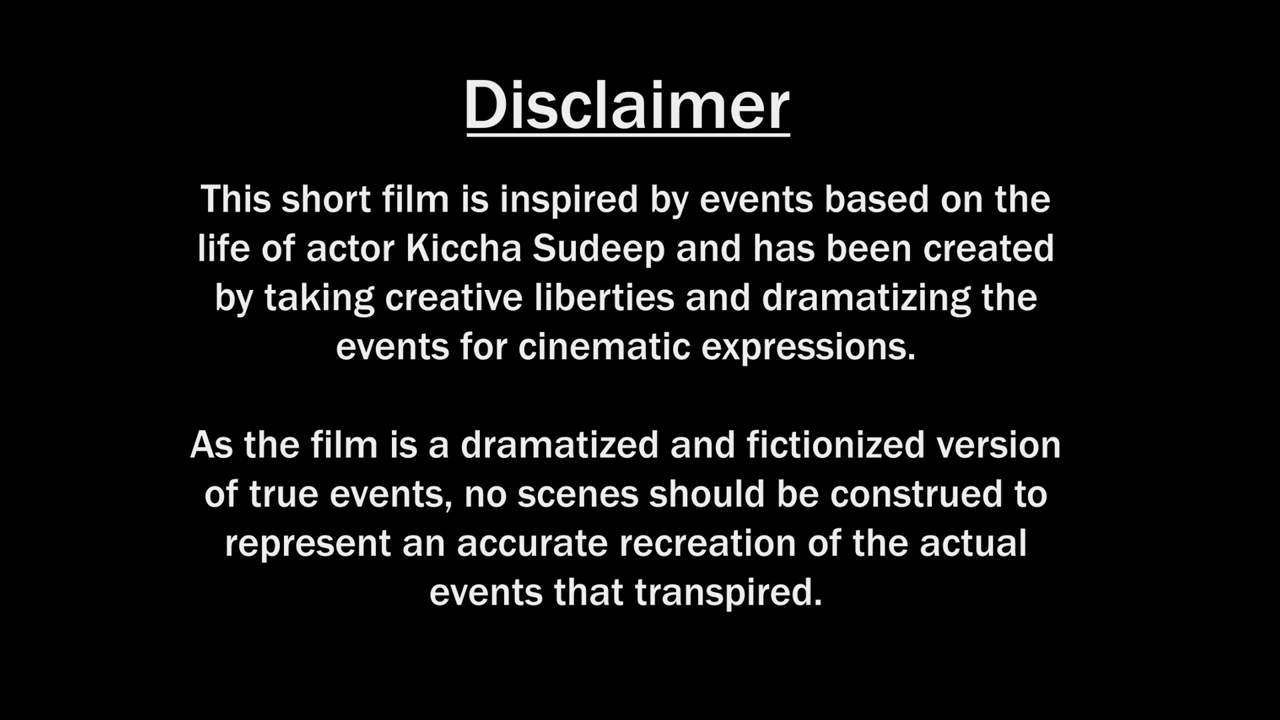 Disclaimer
This short film is inspired by events based on the
life of actor Kiccha Sudeep and has been created
by taking creative liberties and dramatizing the
events for cinematic expressions.
As the film is a dramatized and fictionized version
of true events, no scenes should be construed to
represent an accurate recreation of the actual
events that transpired.